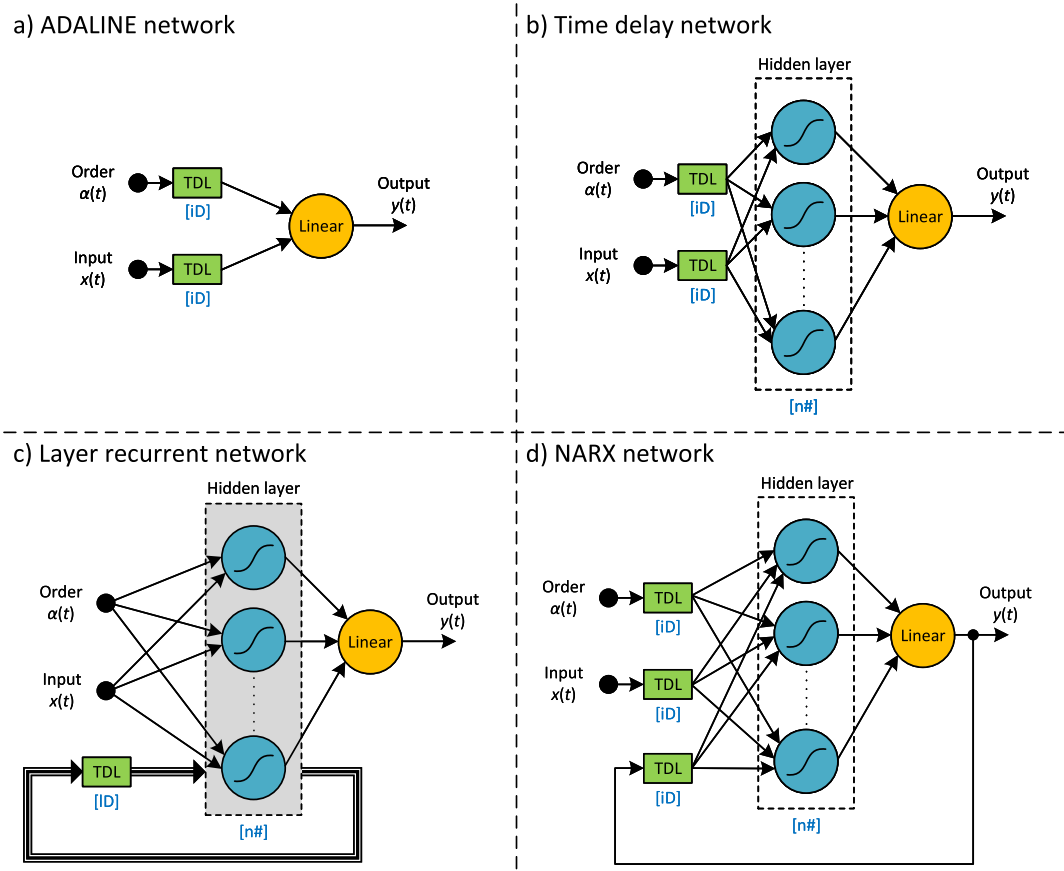 a) ADALINE network
Order
α(t)
TDL
[iD]
Input
x(t)
TDL
[iD]
Linear
Output
y(t)
b) Time delay network
Hidden layer
Order
α(t)
TDL
[iD]
Input
x(t)
TDL
[iD]
Linear
Output
y(t)
[n#]
c) Layer recurrent network
Hidden layer
Order
α(t)
Input
x(t)
TDL
[lD]
Linear
Output
y(t)
[n#]
d) NARX network
Hidden layer
Order
α(t)
TDL
[iD]
Input
x(t)
TDL
[iD]
TDL
[iD]
Linear
Output
y(t)
[n#]